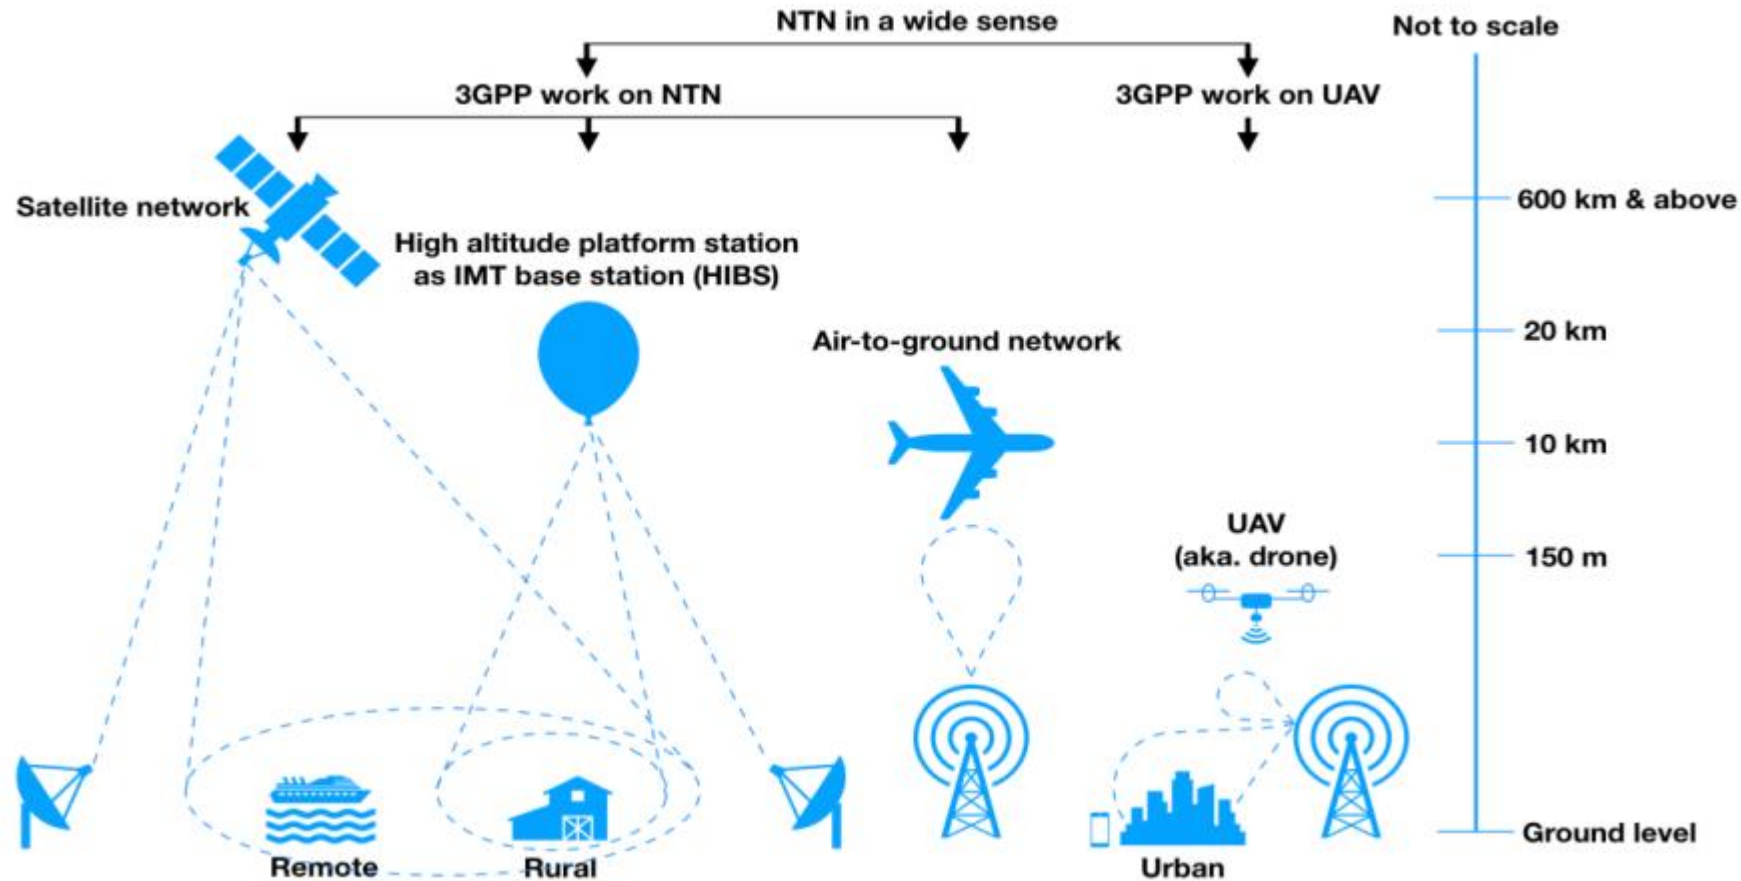 NTN in a wide sense
Not to scale
3GPP work on NTN
3GPP work on UAV
Satellite network
600 km & above
High altitude platform station
as IMT base station (HIBS)
20 km
Air-to-ground network
10 km
UAV
(aka. drone)
150 m
Ground level
Remote
Rural
Urban